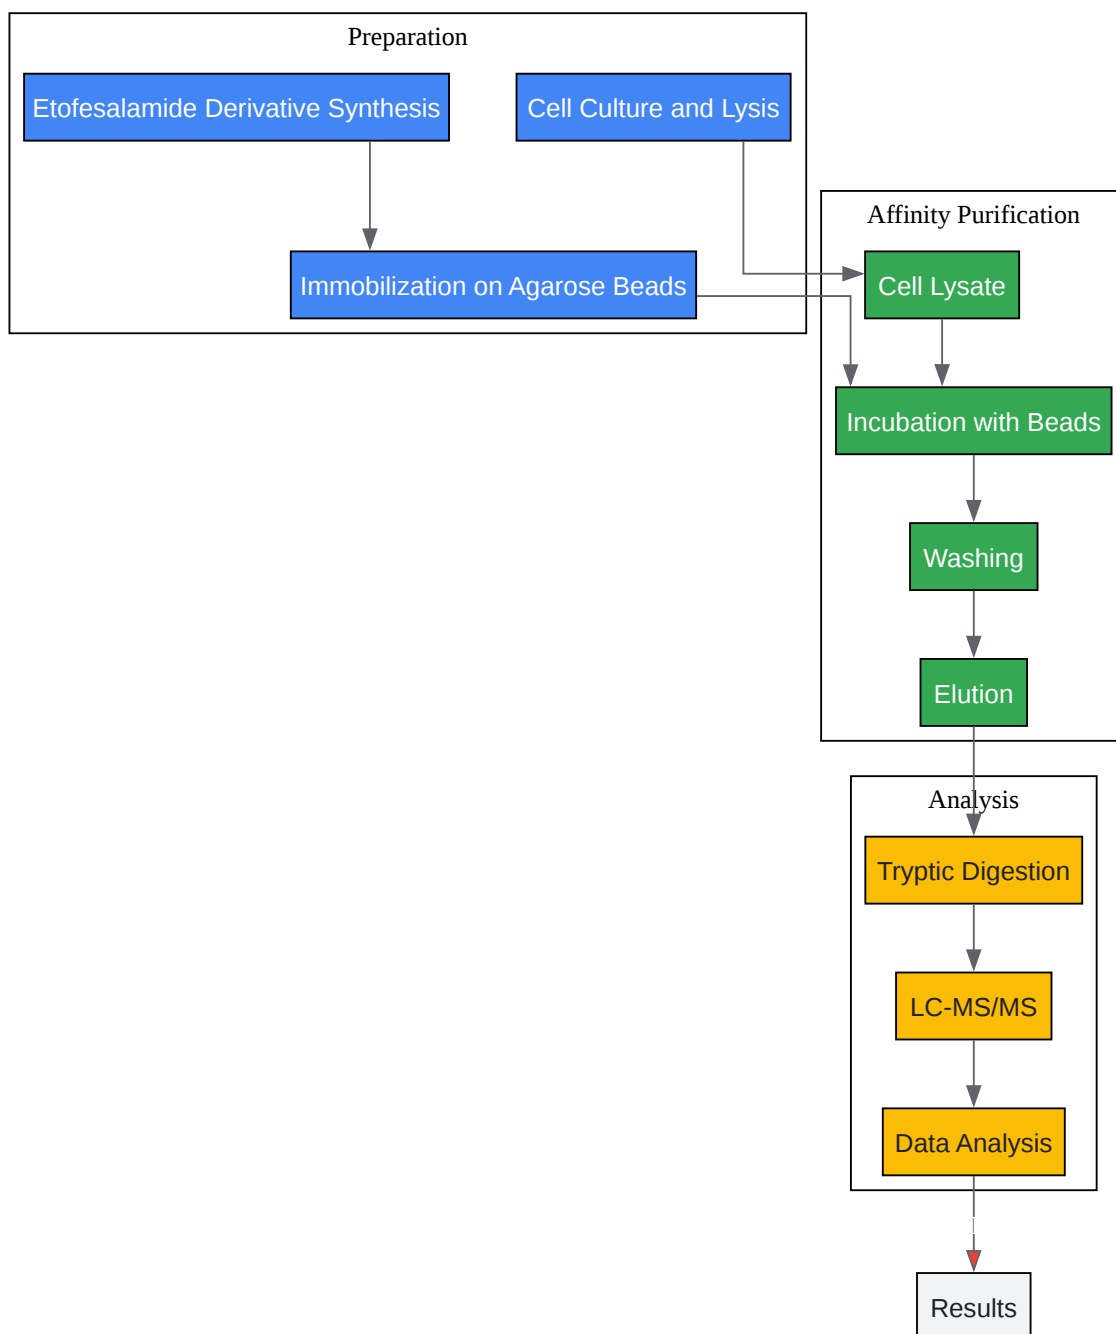 Preparation
Etofesalamide Derivative Synthesis
Cell Culture and Lysis
Immobilization on Agarose Beads
Affinity Purification
Cell Lysate
Incubation with Beads
Washing
Elution
Analysis
Tryptic Digestion
LC-MS/MS
Data Analysis
Results